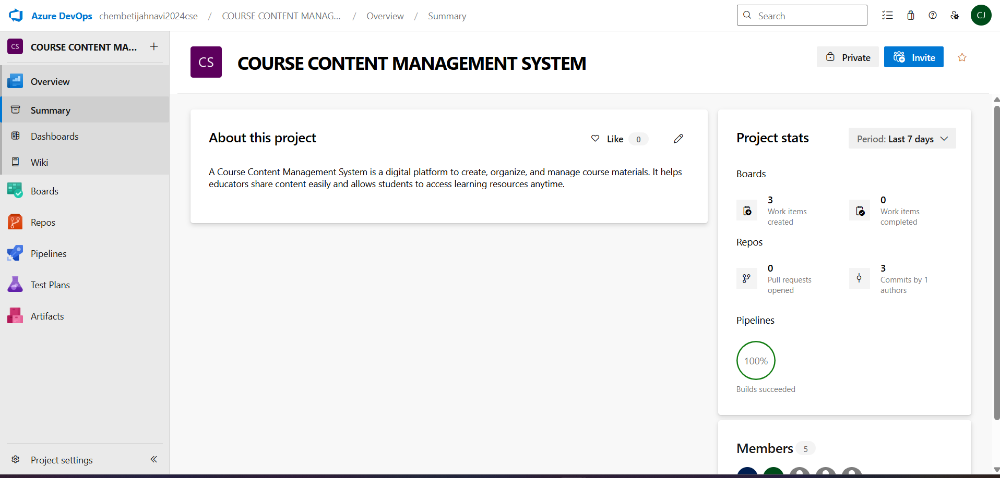 Azure DevOps chembetijahnavi2024cse / COURSE CONTENT MANAG... / Overview / Summary
Search
CJ
CS COURSE CONTENT MA... +
Overview
Summary
Dashboards
Wiki
Boards
Repos
Pipelines
Test Plans
Artifacts
Project settings
CS COURSE CONTENT MANAGEMENT SYSTEM
Private
Invite
About this project
Like 0
A Course Content Management System is a digital platform to create, organize, and manage course materials. It helps
educators share content easily and allows students to access learning resources anytime.
Project stats
Period: Last 7 days
Boards
3
Work items
created
0
Work items
completed
Repos
0
Pull requests
opened
3
Commits by 1
authors
Pipelines
100%
Builds succeeded
Members 5